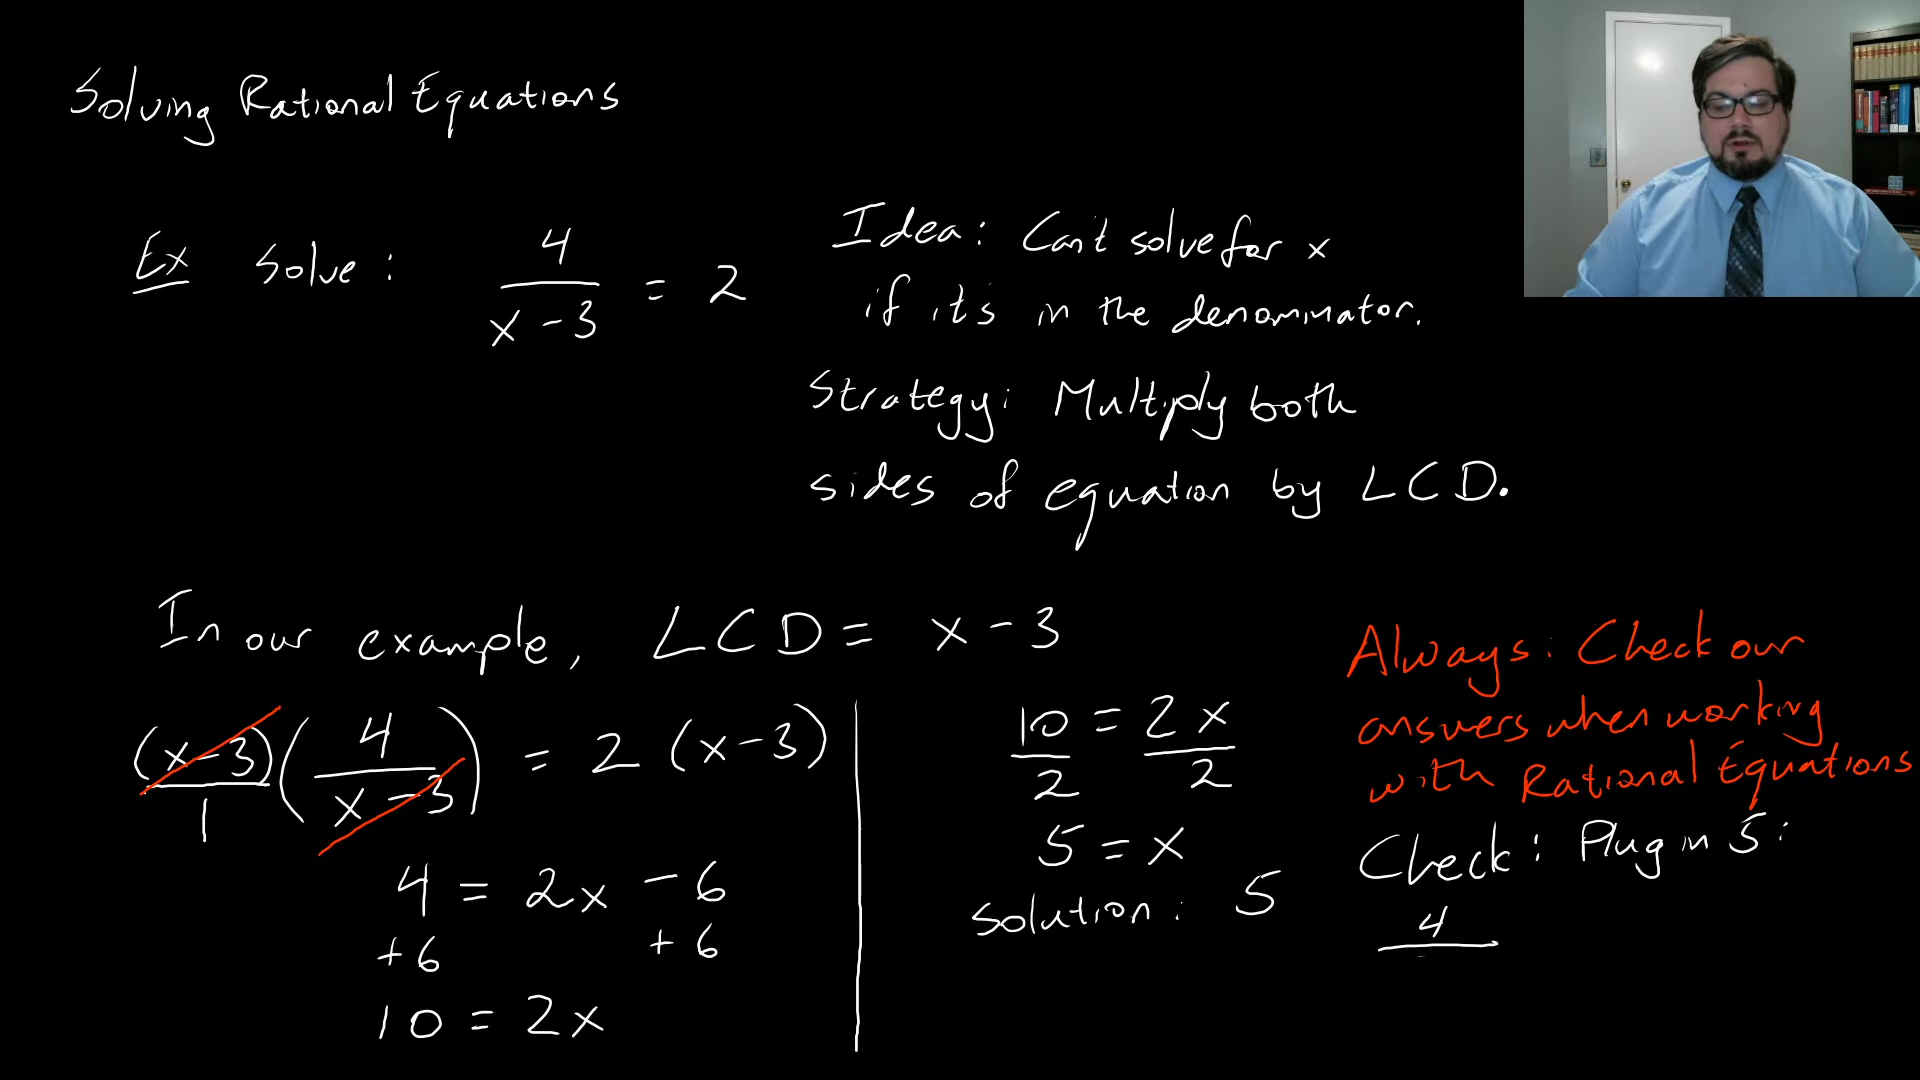 Solving Rational Equations
Ex Solve: 4/(x-3) = 2
Idea: Can't solve for x
if it's in the denominator.
Strategy: Multiply both
sides of equation by LCD.
In our example, LCD = x-3
(x-3)/1 (4/(x-3)) = 2(x-3)
4 = 2x - 6
+6 +6
10 = 2x
10/2 = 2x/2
5 = x
Solution: 5
Always: Check our
answers when working
with Rational Equations
Check: Plug in 5:
4